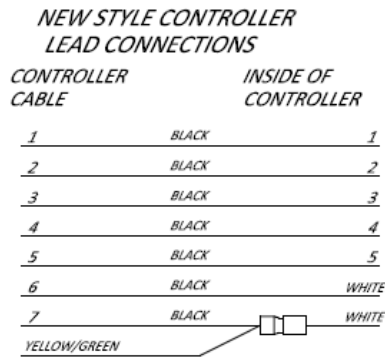 NEW STYLE CONTROLLER
LEAD CONNECTIONS
CONTROLLER CABLE
INSIDE OF CONTROLLER
1 BLACK 1
2 BLACK 2
3 BLACK 3
4 BLACK 4
5 BLACK 5
6 BLACK WHITE
7 BLACK WHITE
YELLOW/GREEN